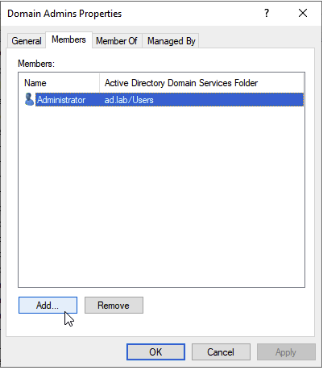 Domain Admins Properties ? X
General Members Member Of Managed By
Members:
Name Active Directory Domain Services Folder
Administrator ad.lab/Users
Add... Remove
OK Cancel Apply